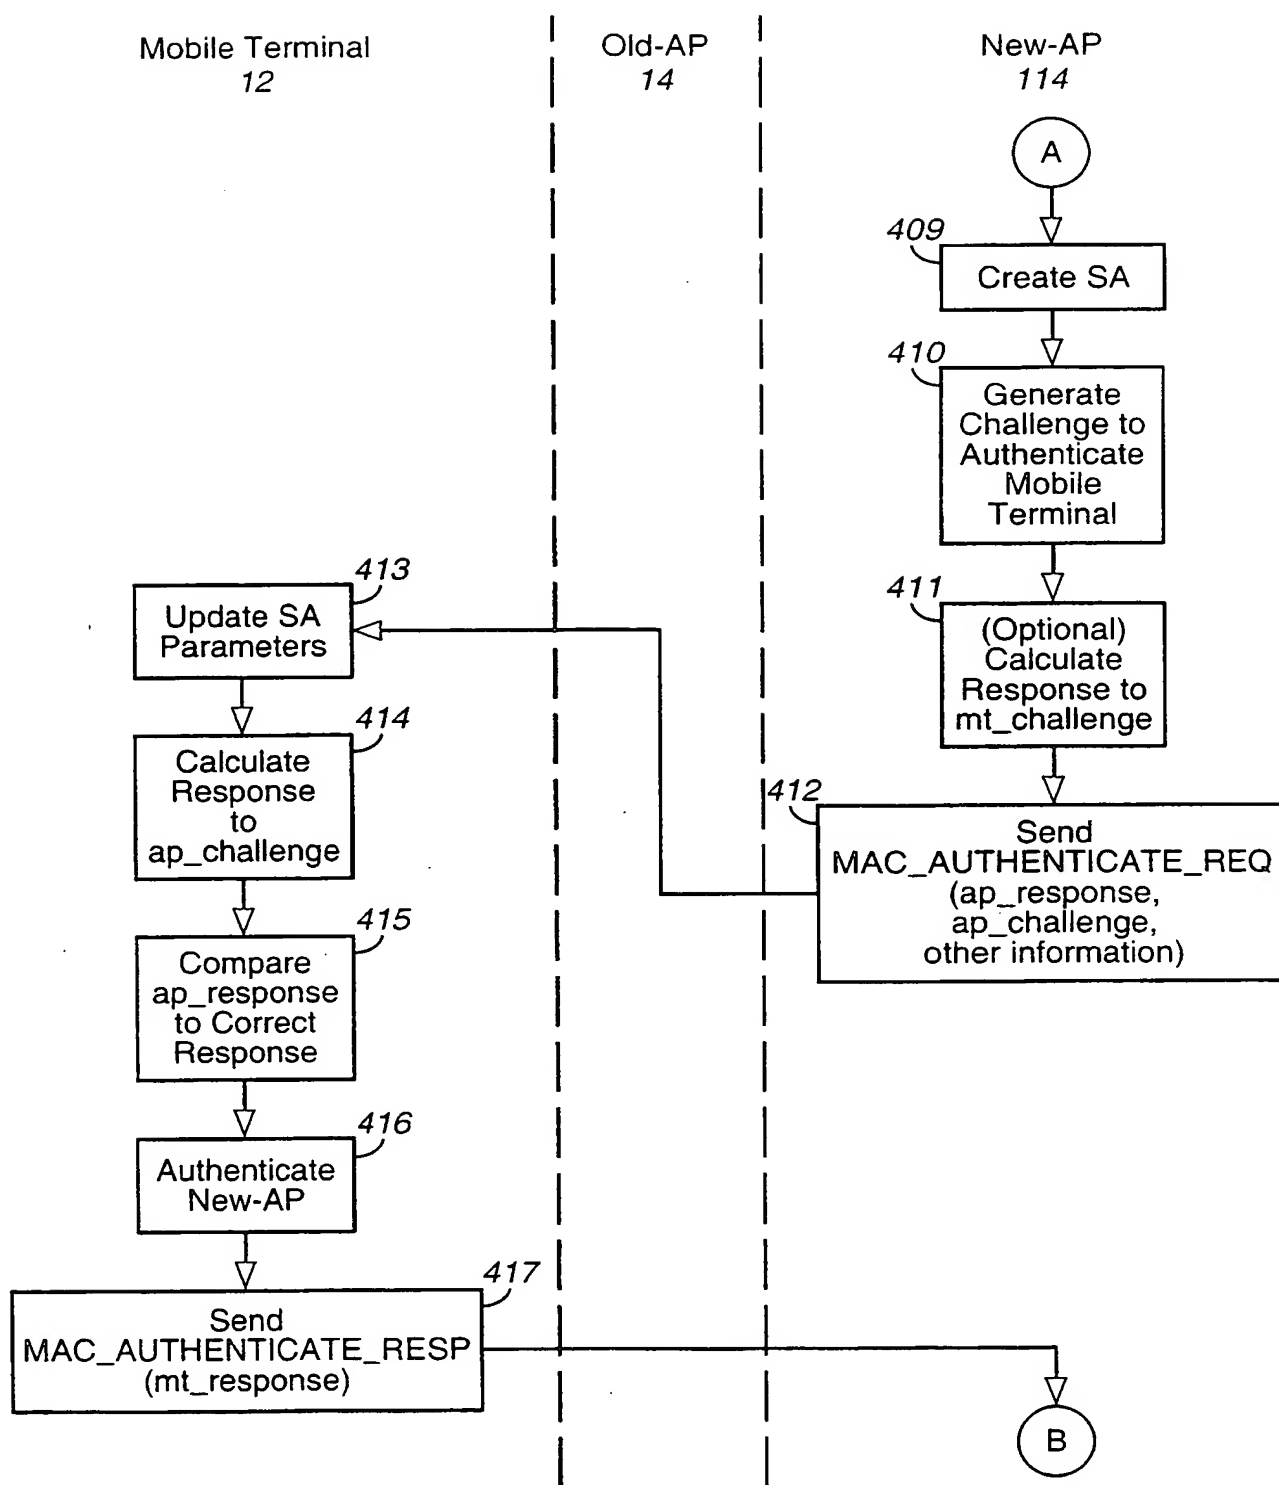 Mobile Terminal
12
Old-AP
14
New-AP
114
A
409
Create SA
410
Generate
Challenge to
Authenticate
Mobile
Terminal
411
(Optional)
Calculate
Response to
mt_challenge
412
Send
MAC_AUTHENTICATE_REQ
(ap_response,
ap_challenge,
other information)
413
Update SA
Parameters
414
Calculate
Response
to
ap_challenge
415
Compare
ap_response
to Correct
Response
416
Authenticate
New-AP
417
Send
MAC_AUTHENTICATE_RESP
(mt_response)
B